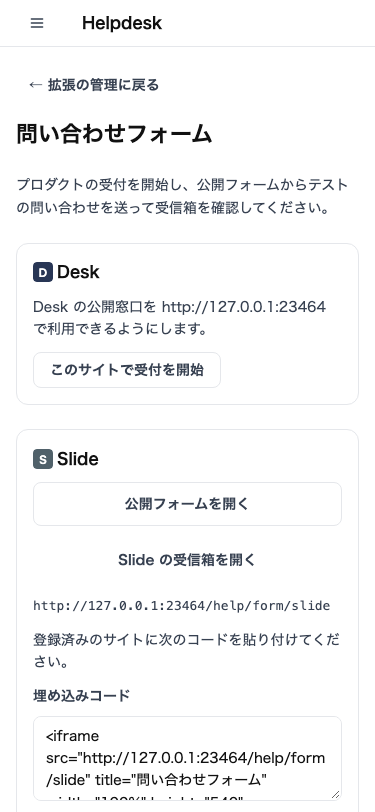 Helpdesk
← 拡張の管理に戻る
問い合わせフォーム
プロダクトの受付を開始し、公開フォームからテスト
の問い合わせを送って受信箱を確認してください。
D Desk
Desk の公開窓口を http://127.0.0.1:23464
で利用できるようにします。
このサイトで受付を開始
S Slide
公開フォームを開く
Slide の受信箱を開く
http://127.0.0.1:23464/help/form/slide
登録済みのサイトに次のコードを貼り付けてくだ
さい。
埋め込みコード
<iframe
src="http://127.0.0.1:23464/help/form
/slide" title="問い合わせフォーム"